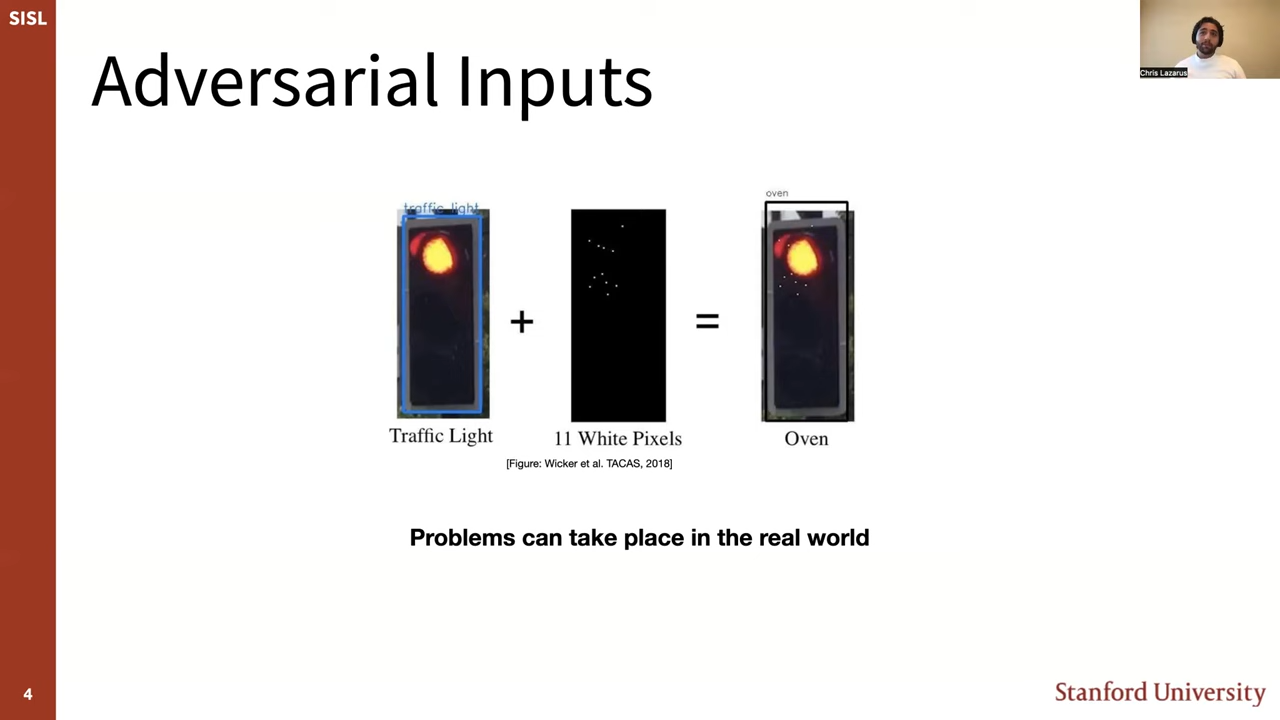 SISL
Chris Lazarus
Adversarial Inputs
traffic light
oven
+
=
Traffic Light
11 White Pixels
Oven
[Figure: Wicker et al. TACAS, 2018]
Problems can take place in the real world
4
Stanford University